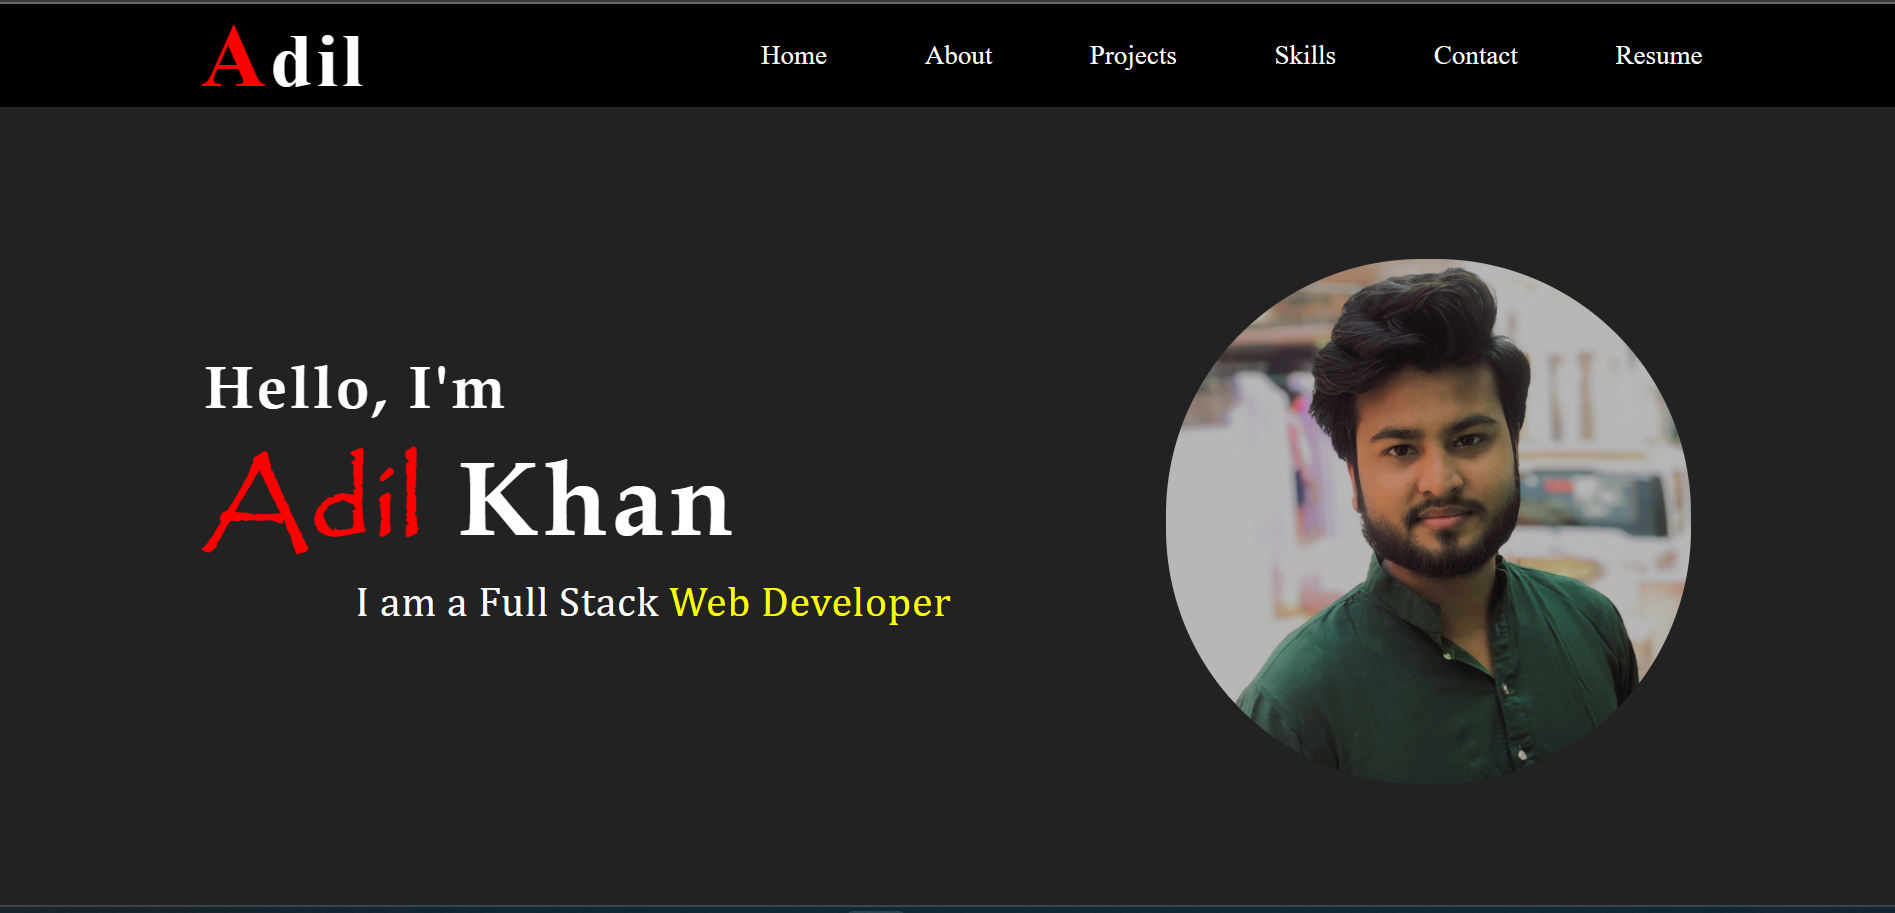 Adil
Home About Projects Skills Contact Resume
Hello, I'm
Adil Khan
I am a Full Stack Web Developer